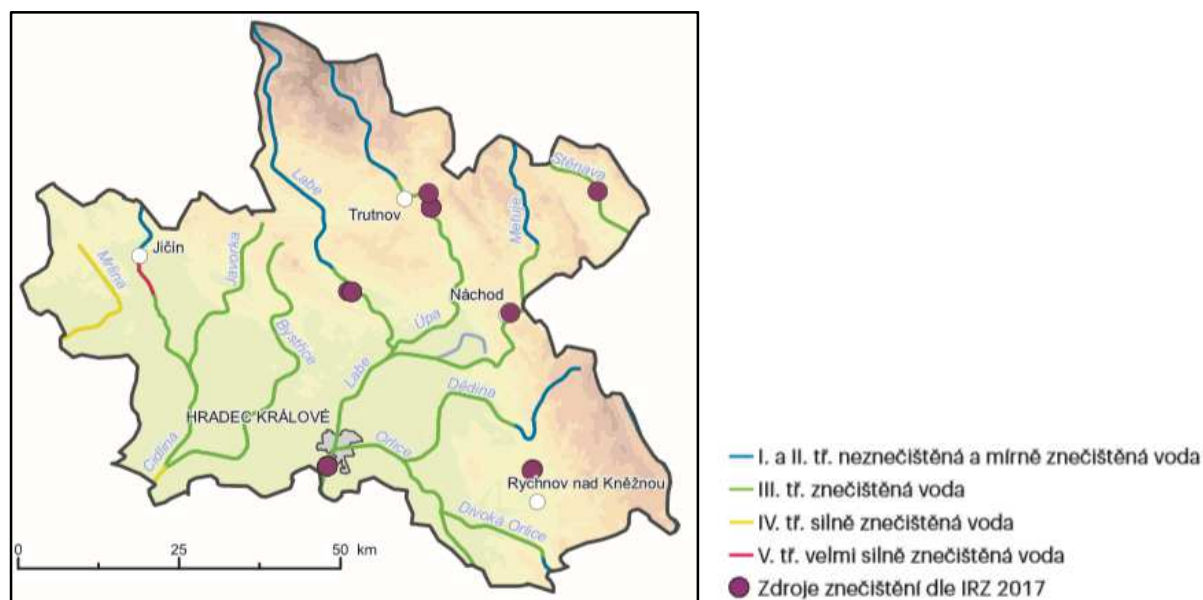 Stěnava
Labe
Metuje
Trutnov
Jičín
Mrlina
Javorka
Náchod
Úpa
Bystřice
Labe
Dědina
HRADEC KRÁLOVÉ
Orlice
Cidlina
Rychnov nad Kněžnou
Divoká Orlice
0 25 50 km
I. a II. tř. neznečištěná a mírně znečištěná voda
III. tř. znečištěná voda
IV. tř. silně znečištěná voda
V. tř. velmi silně znečištěná voda
Zdroje znečištění dle IRZ 2017